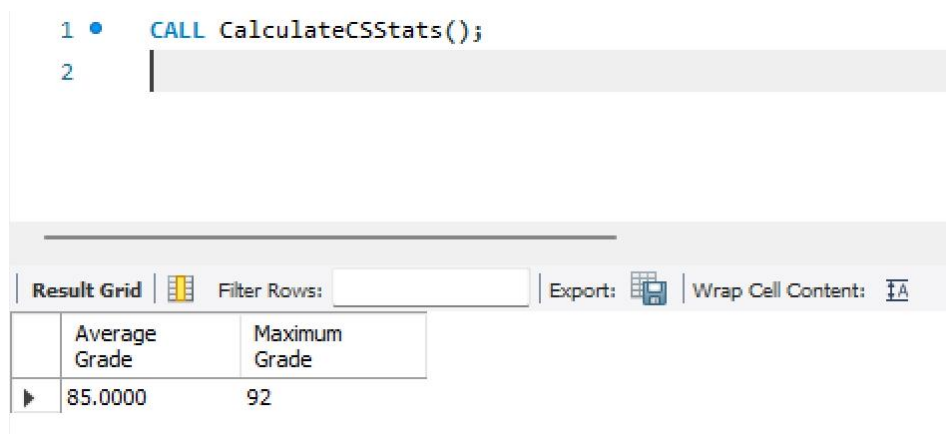 1 CALL CalculateCSStats();
2
Result Grid Filter Rows: Export: Wrap Cell Content: IA
Average Maximum
Grade Grade
85.0000 92